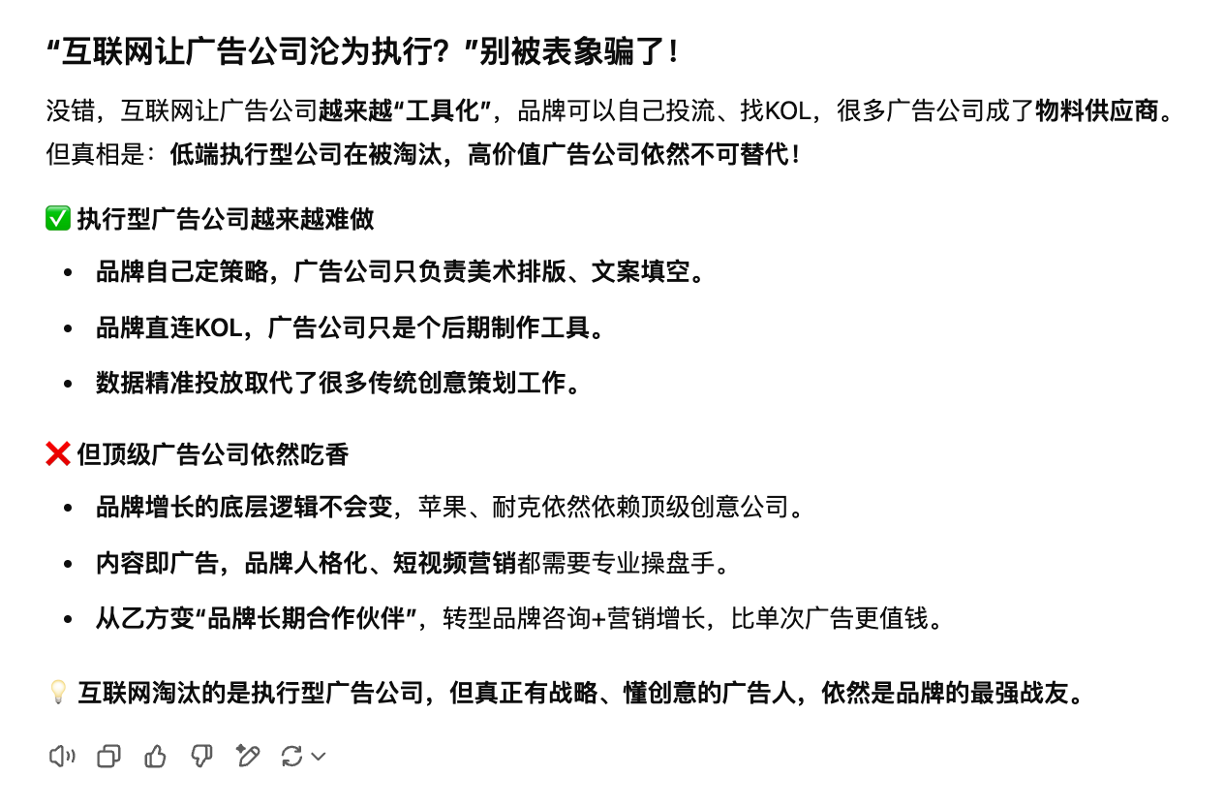 “互联网让广告公司沦为执行？”别被表象骗了！
没错，互联网让广告公司越来越“工具化”，品牌可以自己投流、找KOL，很多广告公司成了物料供应商。
但真相是：低端执行型公司在被淘汰，高价值广告公司依然不可替代！
✅ 执行型广告公司越来越难做
• 品牌自己定策略，广告公司只负责美术排版、文案填空。
• 品牌直连KOL，广告公司只是个后期制作工具。
• 数据精准投放取代了很多传统创意策划工作。
❌ 但顶级广告公司依然吃香
• 品牌增长的底层逻辑不会变，苹果、耐克依然依赖顶级创意公司。
• 内容即广告，品牌人格化、短视频营销都需要专业操盘手。
• 从乙方变“品牌长期合作伙伴”，转型品牌咨询+营销增长，比单次广告更值钱。
💡 互联网淘汰的是执行型广告公司，但真正有战略、懂创意的广告人，依然是品牌的最强战友。